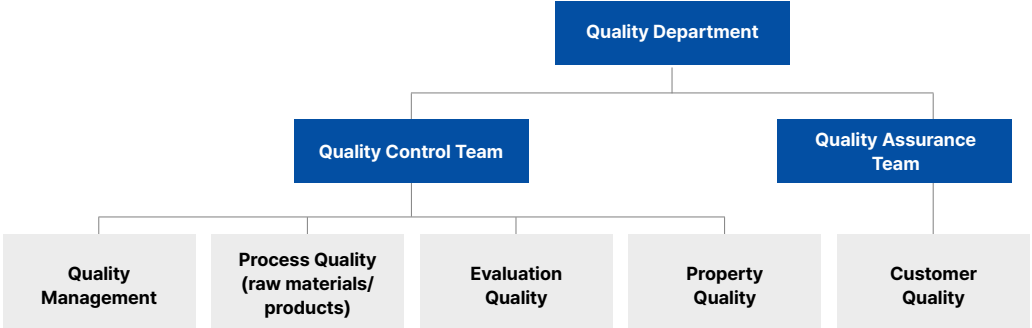 Quality Department
Quality Control Team
Quality Assurance
Team
Quality
Management
Process Quality
(raw materials/
products)
Evaluation
Quality
Property
Quality
Customer
Quality